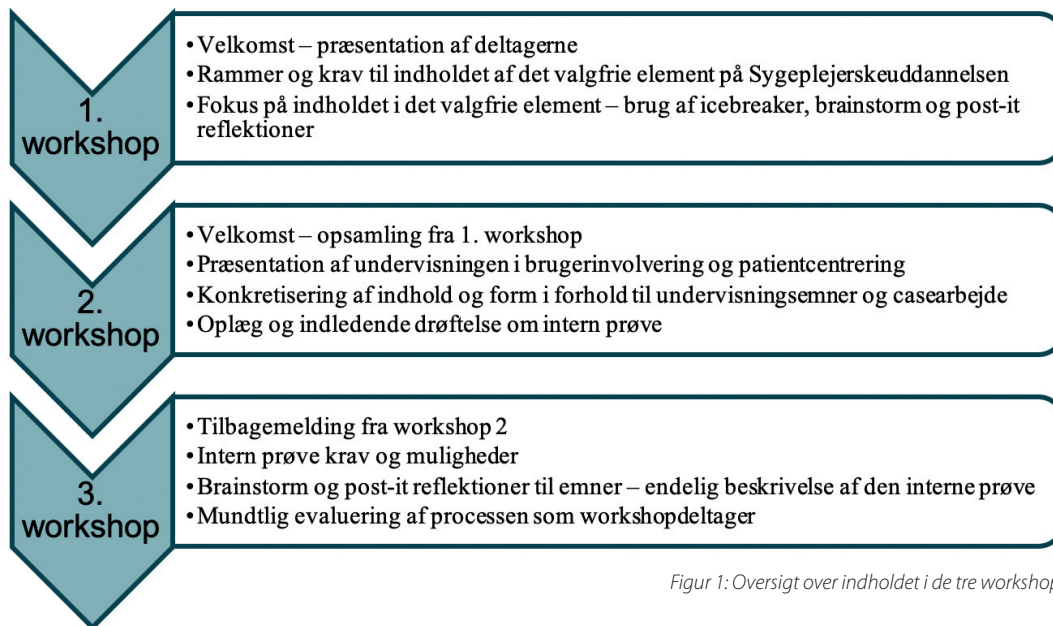 1.
workshop
•Velkomst – præsentation af deltagerne
•Rammer og krav til indholdet af det valgfrie element på Sygeplejerskeuddannelsen
•Fokus på indholdet i det valgfrie element – brug af icebreaker, brainstorm og post-it
reflektioner
2.
workshop
•Velkomst – opsamling fra 1. workshop
•Præsentation af undervisningen i brugerinvolvering og patientcentrering
•Konkretisering af indhold og form i forhold til undervisningsemner og casearbejde
•Oplæg og indledende drøftelse om intern prøve
3.
workshop
•Tilbagemelding fra workshop 2
•Intern prøve krav og muligheder
•Brainstorm og post-it reflektioner til emner – endelig beskrivelse af den interne prøve
•Mundtlig evaluering af processen som workshopdeltager
Figur 1: Oversigt over indholdet i de tre workshop